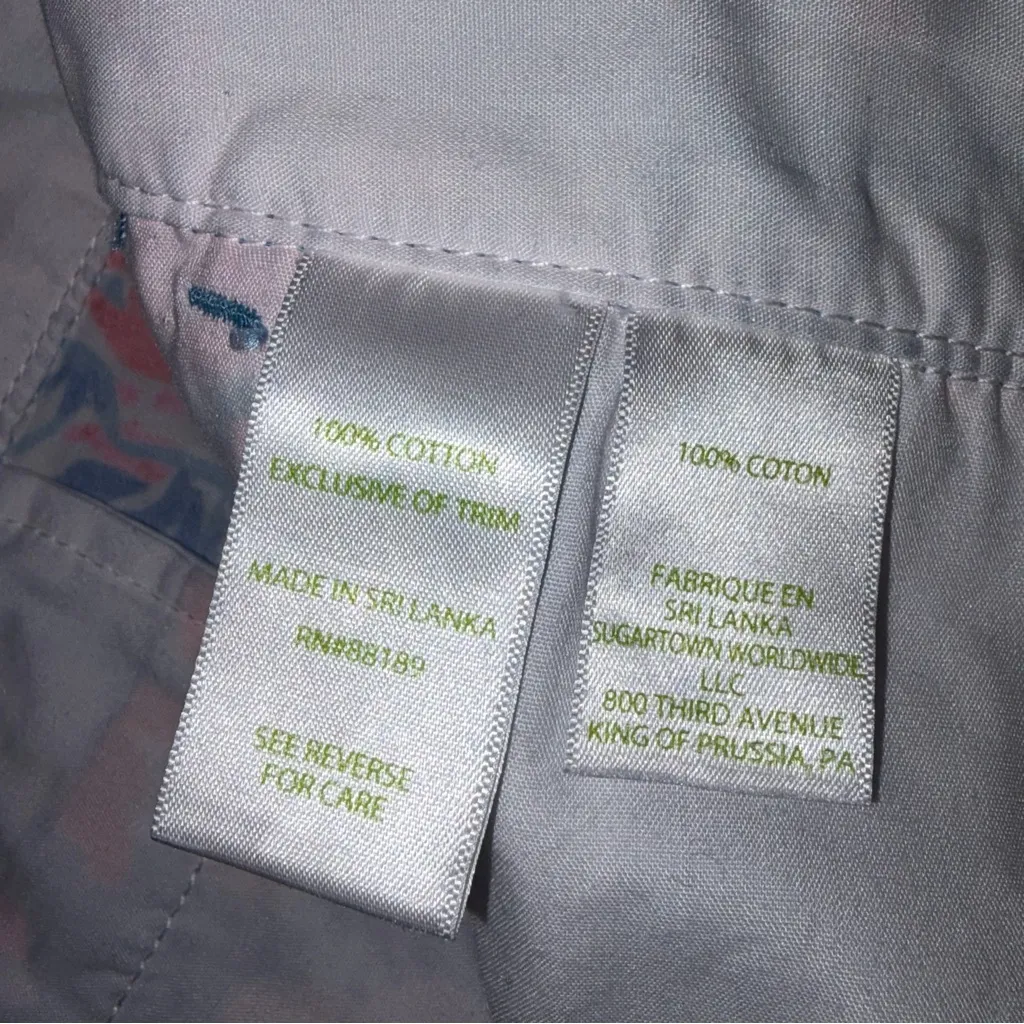 100% COTTON
EXCLUSIVE OF TRIM
MADE IN SRI LANKA
RN#88189
SEE REVERSE
FOR CARE
100% COTON
FABRIQUE EN
SRI LANKA
SUGARTOWN WORLDWIDE
LLC
800 THIRD AVENUE
KING OF PRUSSIA, PA